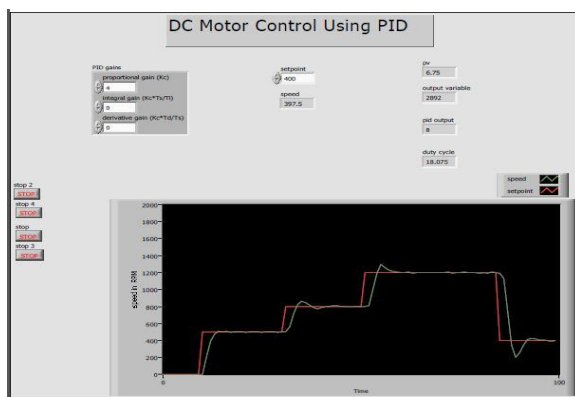 DC Motor Control Using PID
PID gains
proportional gain (Kc)
4
integral gain (Kc*Ts/Ti)
0
derivative gain (Kc*Td/Ts)
0
setpoint
400
speed
397.5
pv
6.75
output variable
2892
pid output
8
duty cycle
18.075
stop 2
STOP
stop 4
STOP
stop
STOP
stop 3
STOP
speed
setpoint
speed in RPM
2000
1800
1600
1400
1200
1000
800
600
400
200
0
0
100
Time